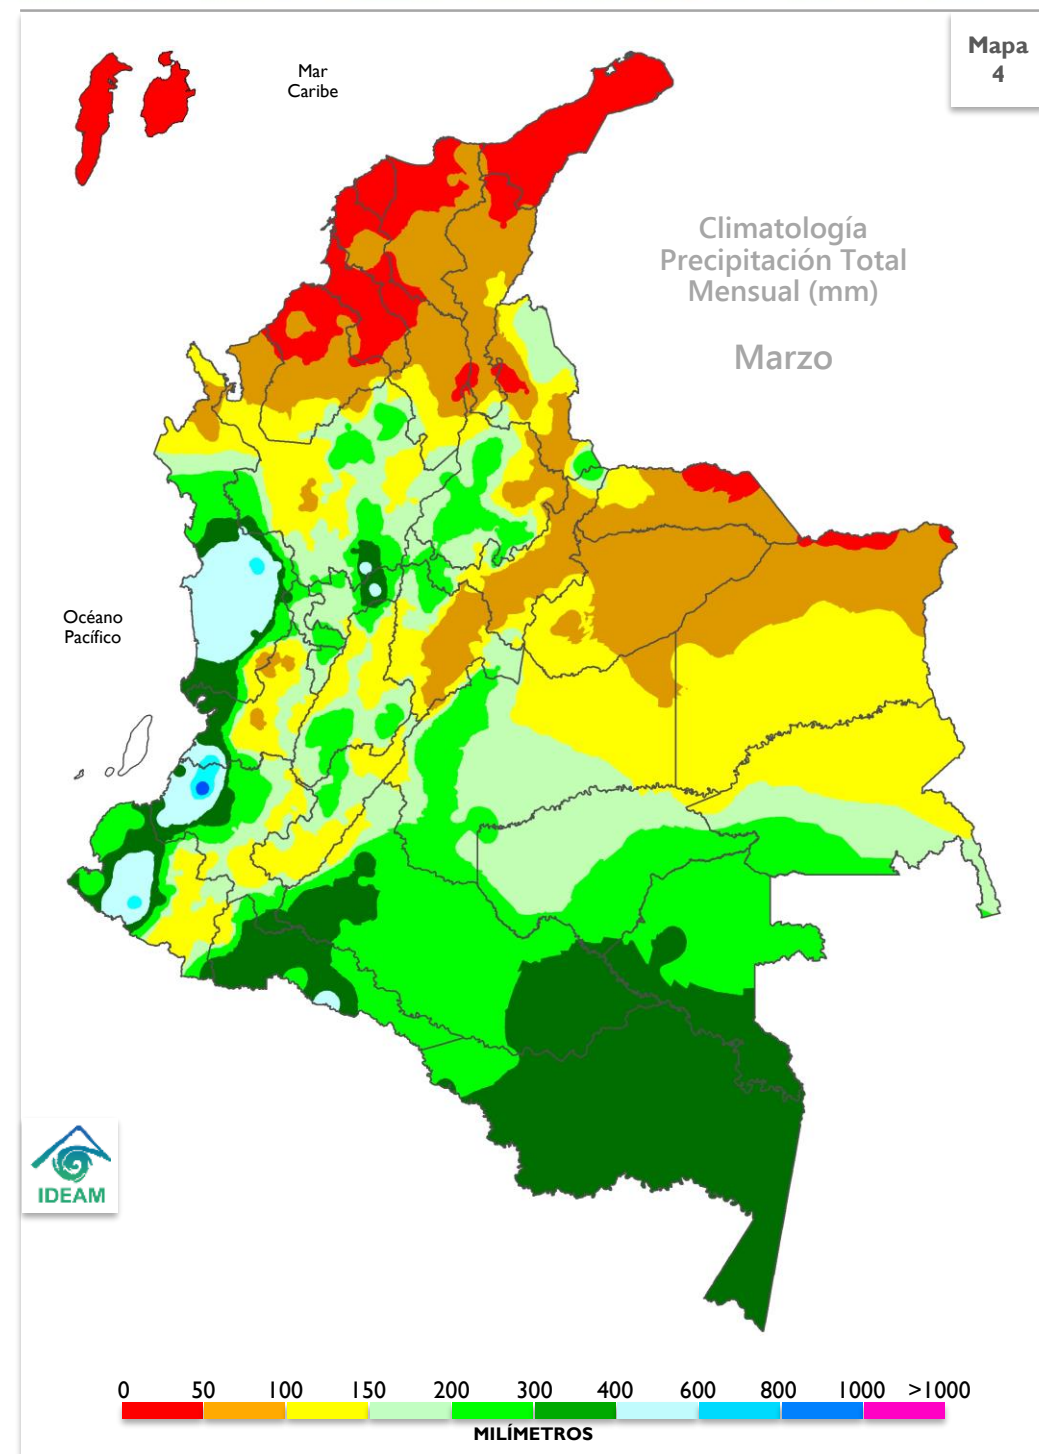 Mapa
4
Mar
Caribe
Climatología
Precipitación Total
Mensual (mm)
Marzo
Océano
Pacífico
IDEAM
0 50 100 150 200 300 400 600 800 1000 >1000
MILÍMETROS